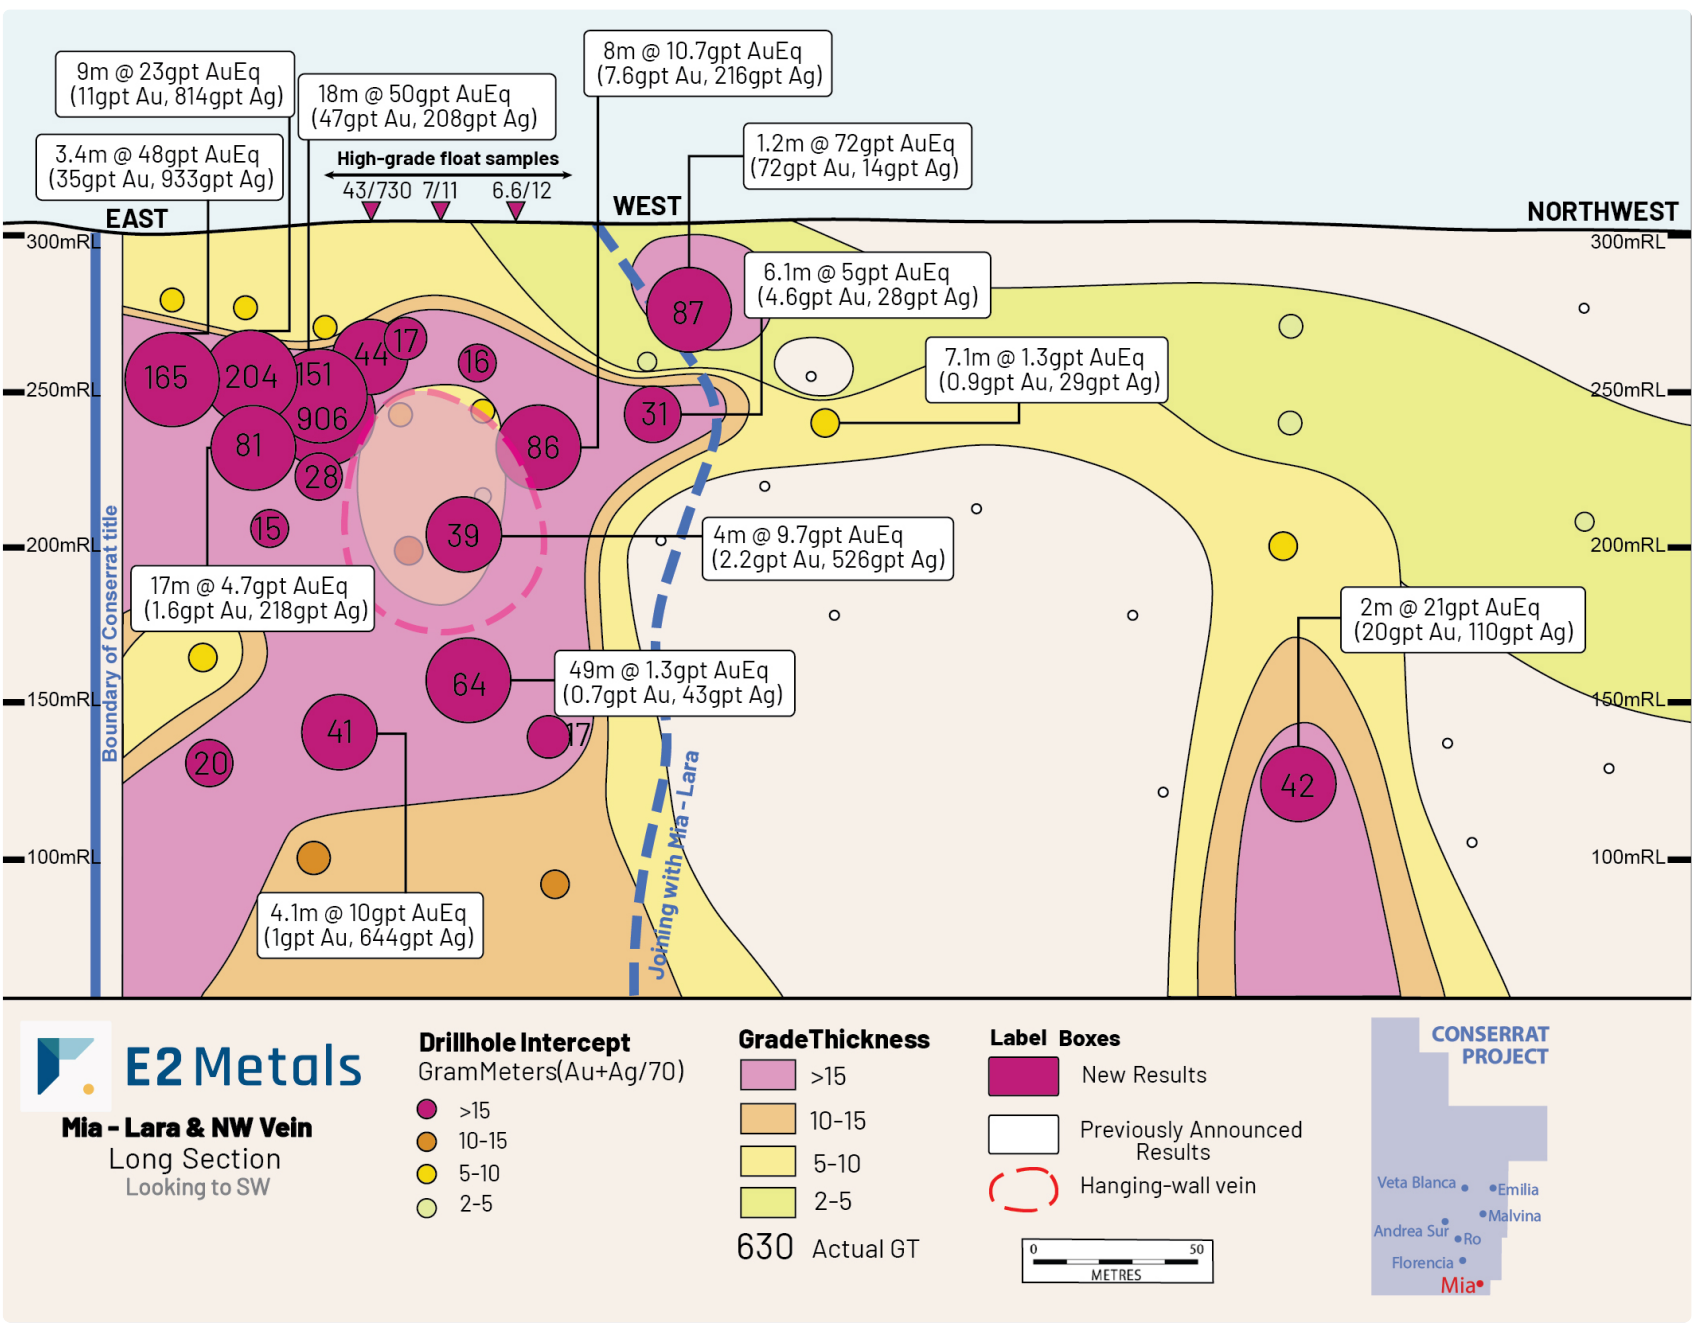 8m @ 10.7gpt AuEq
(7.6gpt Au, 216gpt Ag)
9m @ 23gpt AuEq
(11gpt Au, 814gpt Ag)
18m @ 50gpt AuEq
(47gpt Au, 208gpt Ag)
3.4m @ 48gpt AuEq
(35gpt Au, 933gpt Ag)
1.2m @ 72gpt AuEq
(72gpt Au, 14gpt Ag)
High-grade float samples
43/730 7/11 6.6/12
EAST
WEST
NORTHWEST
300mRL
300mRL
6.1m @ 5gpt AuEq
(4.6gpt Au, 28gpt Ag)
87
17
44
16
165
204
151
906
7.1m @ 1.3gpt AuEq
(0.9gpt Au, 29gpt Ag)
250mRL
250mRL
31
81
86
28
15
39
4m @ 9.7gpt AuEq
(2.2gpt Au, 526gpt Ag)
200mRL
200mRL
17m @ 4.7gpt AuEq
(1.6gpt Au, 218gpt Ag)
2m @ 21gpt AuEq
(20gpt Au, 110gpt Ag)
Boundary of Conserrat title
64
49m @ 1.3gpt AuEq
(0.7gpt Au, 43gpt Ag)
150mRL
150mRL
41
17
20
42
Joining with Mia - Lara
100mRL
100mRL
4.1m @ 10gpt AuEq
(1gpt Au, 644gpt Ag)
E2 Metals
Mia - Lara & NW Vein
Long Section
Looking to SW
Drillhole Intercept
GramMeters(Au+Ag/70)
>15
10-15
5-10
2-5
GradeThickness
>15
10-15
5-10
2-5
630 Actual GT
Label Boxes
New Results
Previously Announced
Results
Hanging-wall vein
0 50
METRES
CONSERRAT
PROJECT
Veta Blanca
Emilia
Malvina
Andrea Sur
Ro
Florencia
Mia